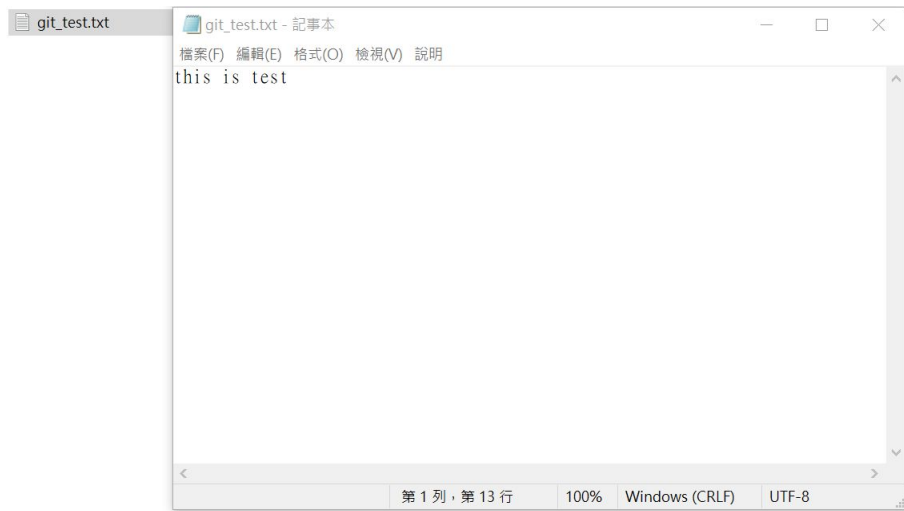 git_test.txt
git_test.txt - 記事本
檔案(F) 編輯(E) 格式(O) 檢視(V) 說明
this is test
第 1 列，第 13 行 100% Windows (CRLF) UTF-8